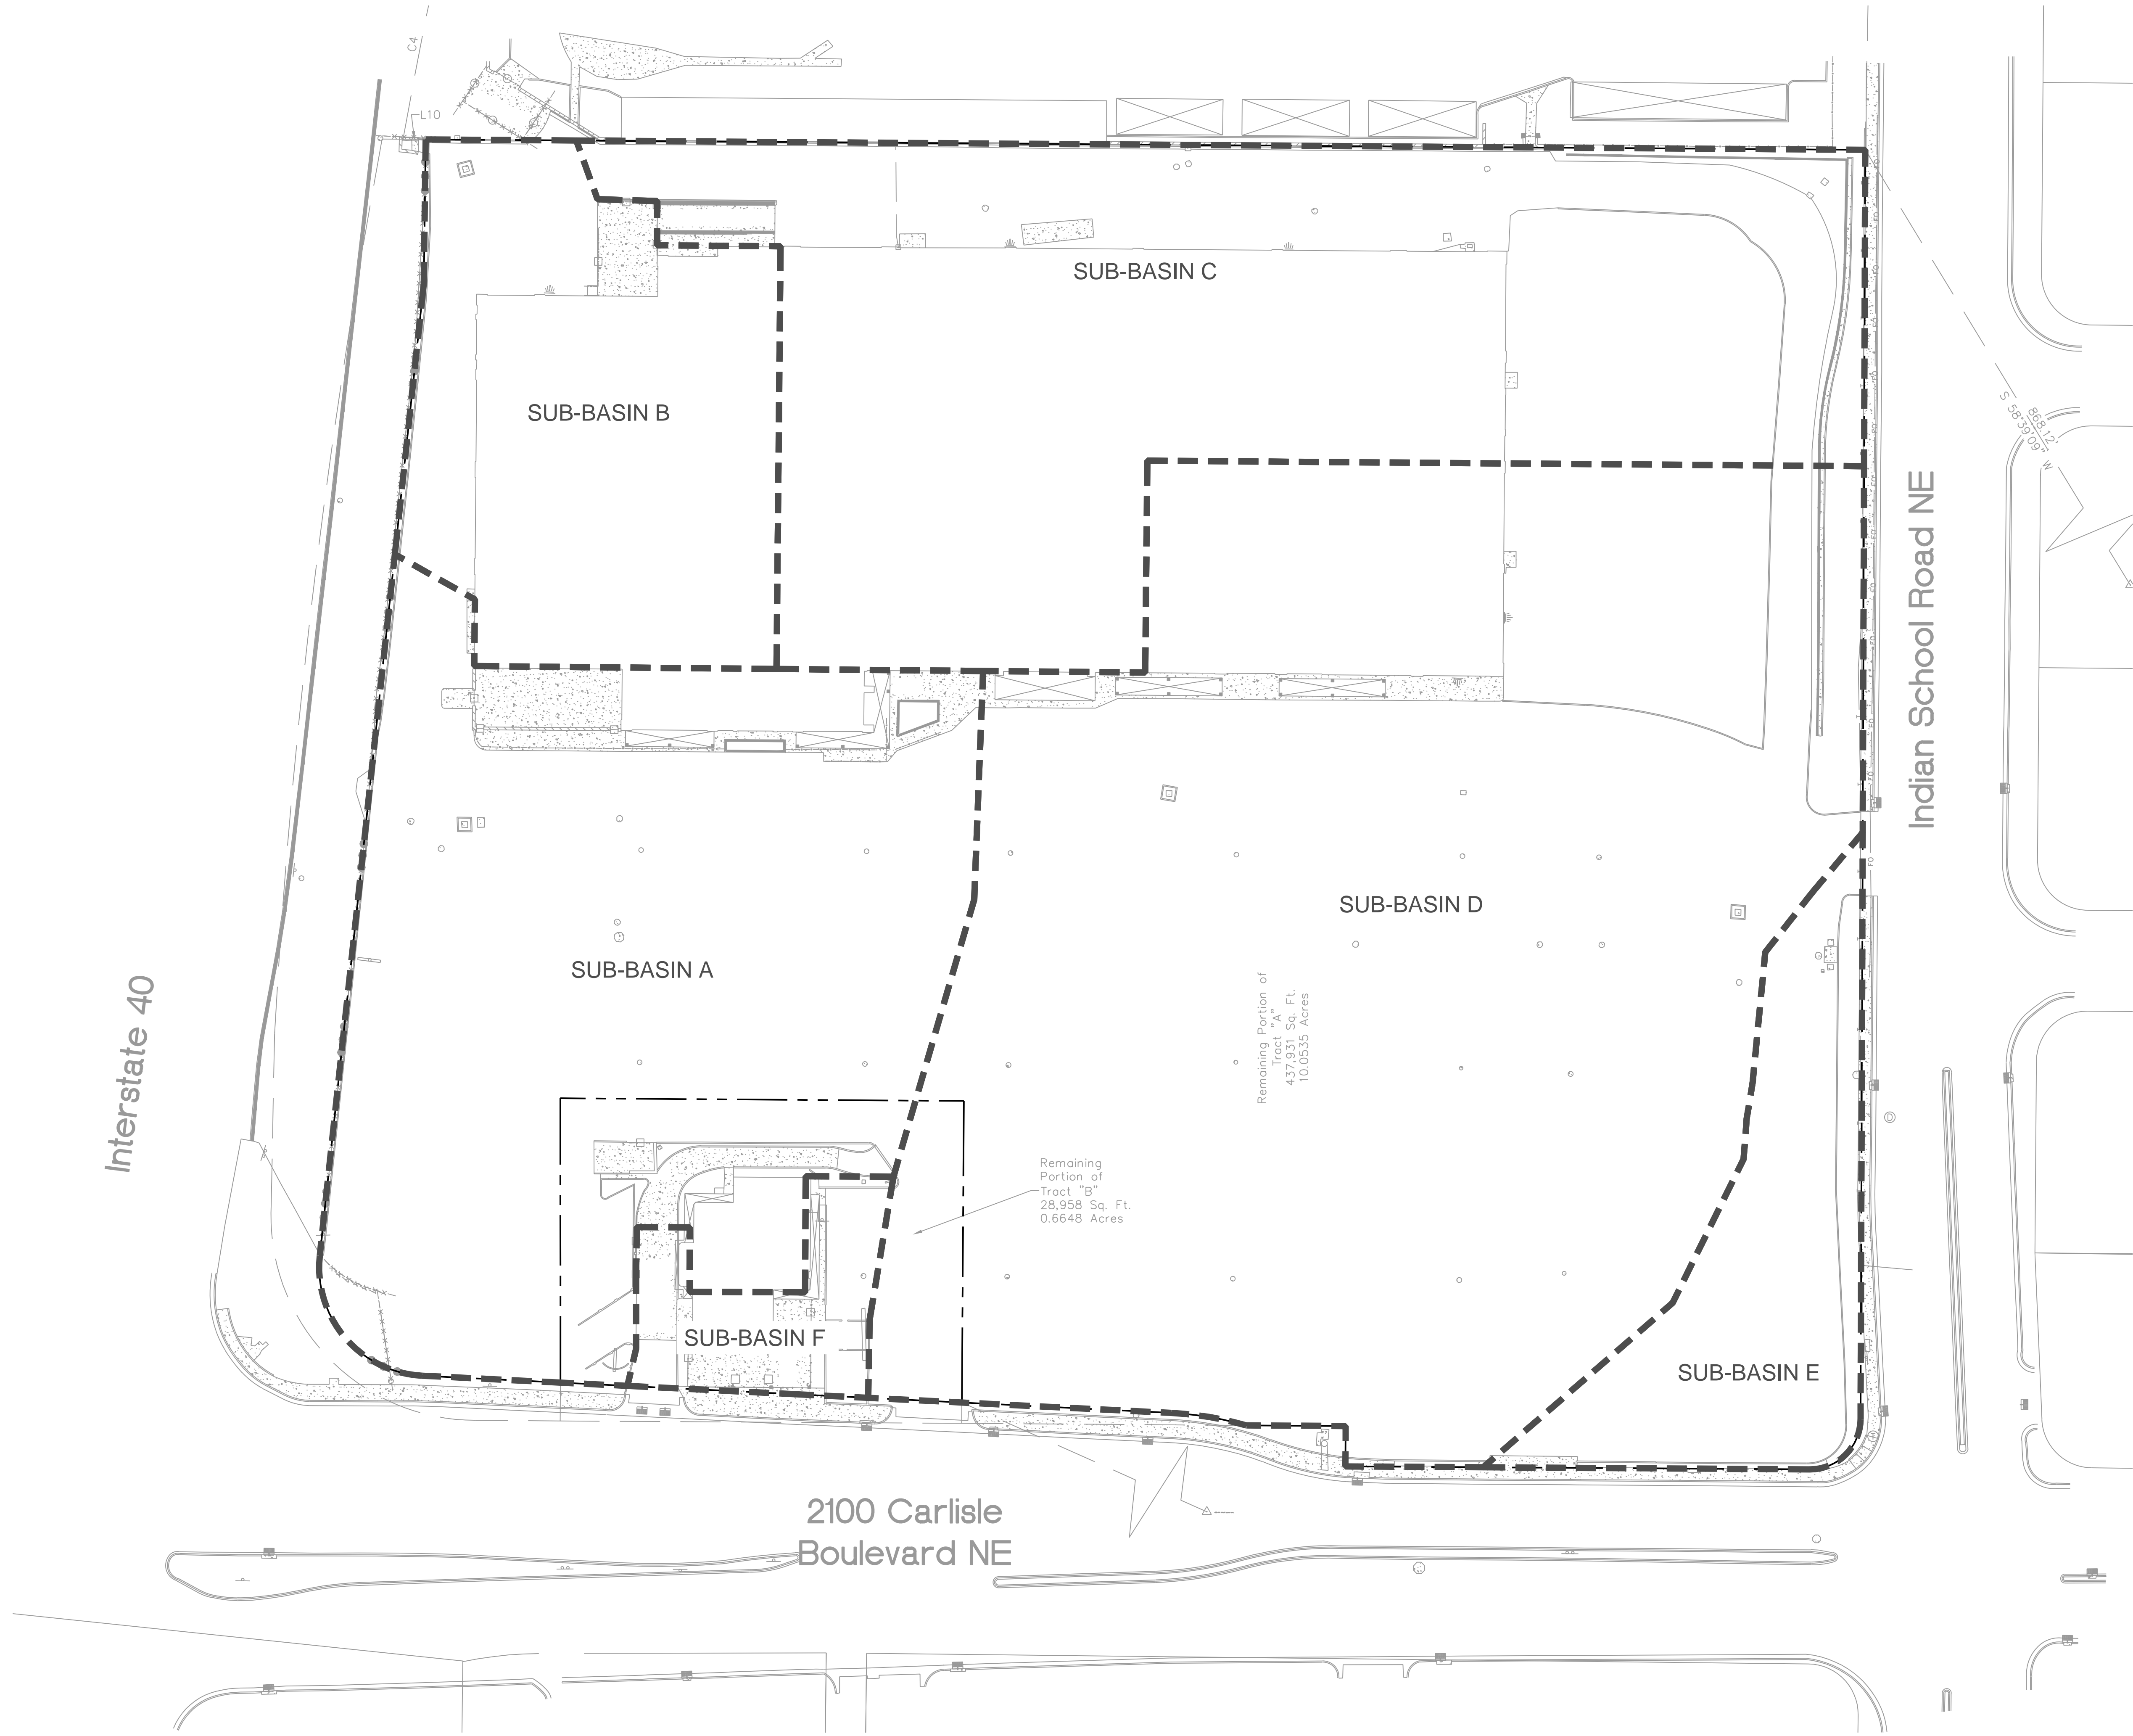 C4
L10
SUB-BASIN C
SUB-BASIN B
868.12'
S 58°39'09" W
Indian School Road NE
SUB-BASIN D
SUB-BASIN A
Interstate 40
Remaining Portion of
Tract "A"
437,931 Sq. Ft.
10.0535 Acres
Remaining
Portion of
Tract "B"
28,958 Sq. Ft.
0.6648 Acres
SUB-BASIN F
SUB-BASIN E
2100 Carlisle
Boulevard NE